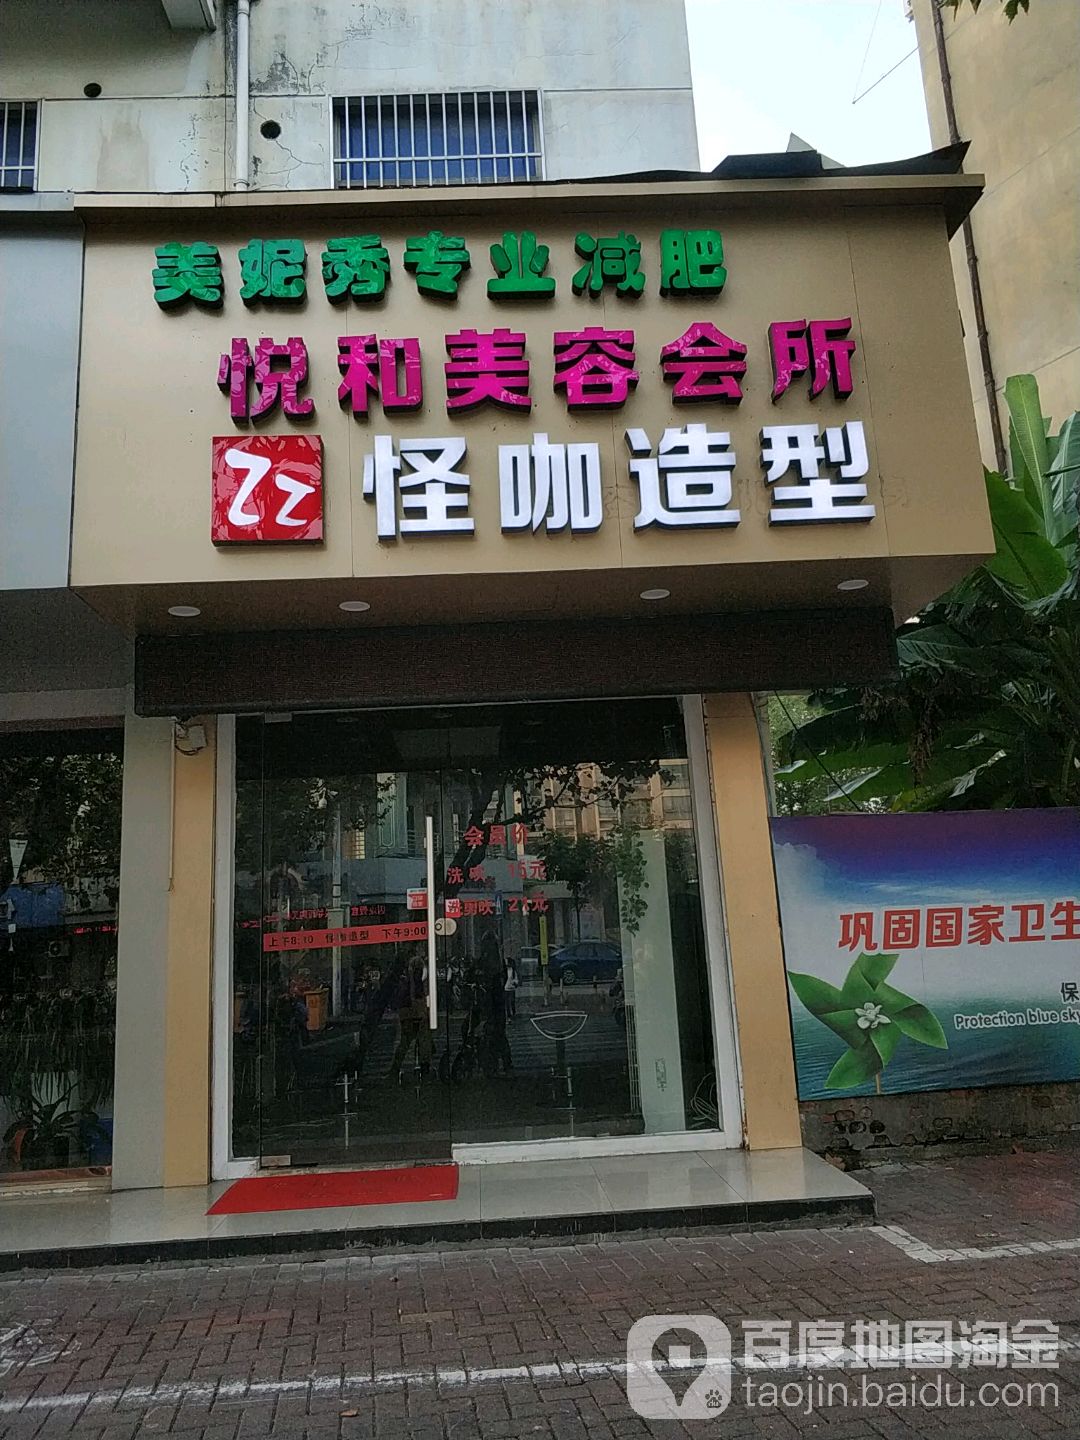 美妮秀专业减肥
悦和美容会所
怪咖造型
会员价
洗吹 15元
洗剪吹 21元
上午8:30 怪咖造型 下午9:00
巩固国家卫生
保
Protection blue sky
百度地图淘金
taojin.baidu.com